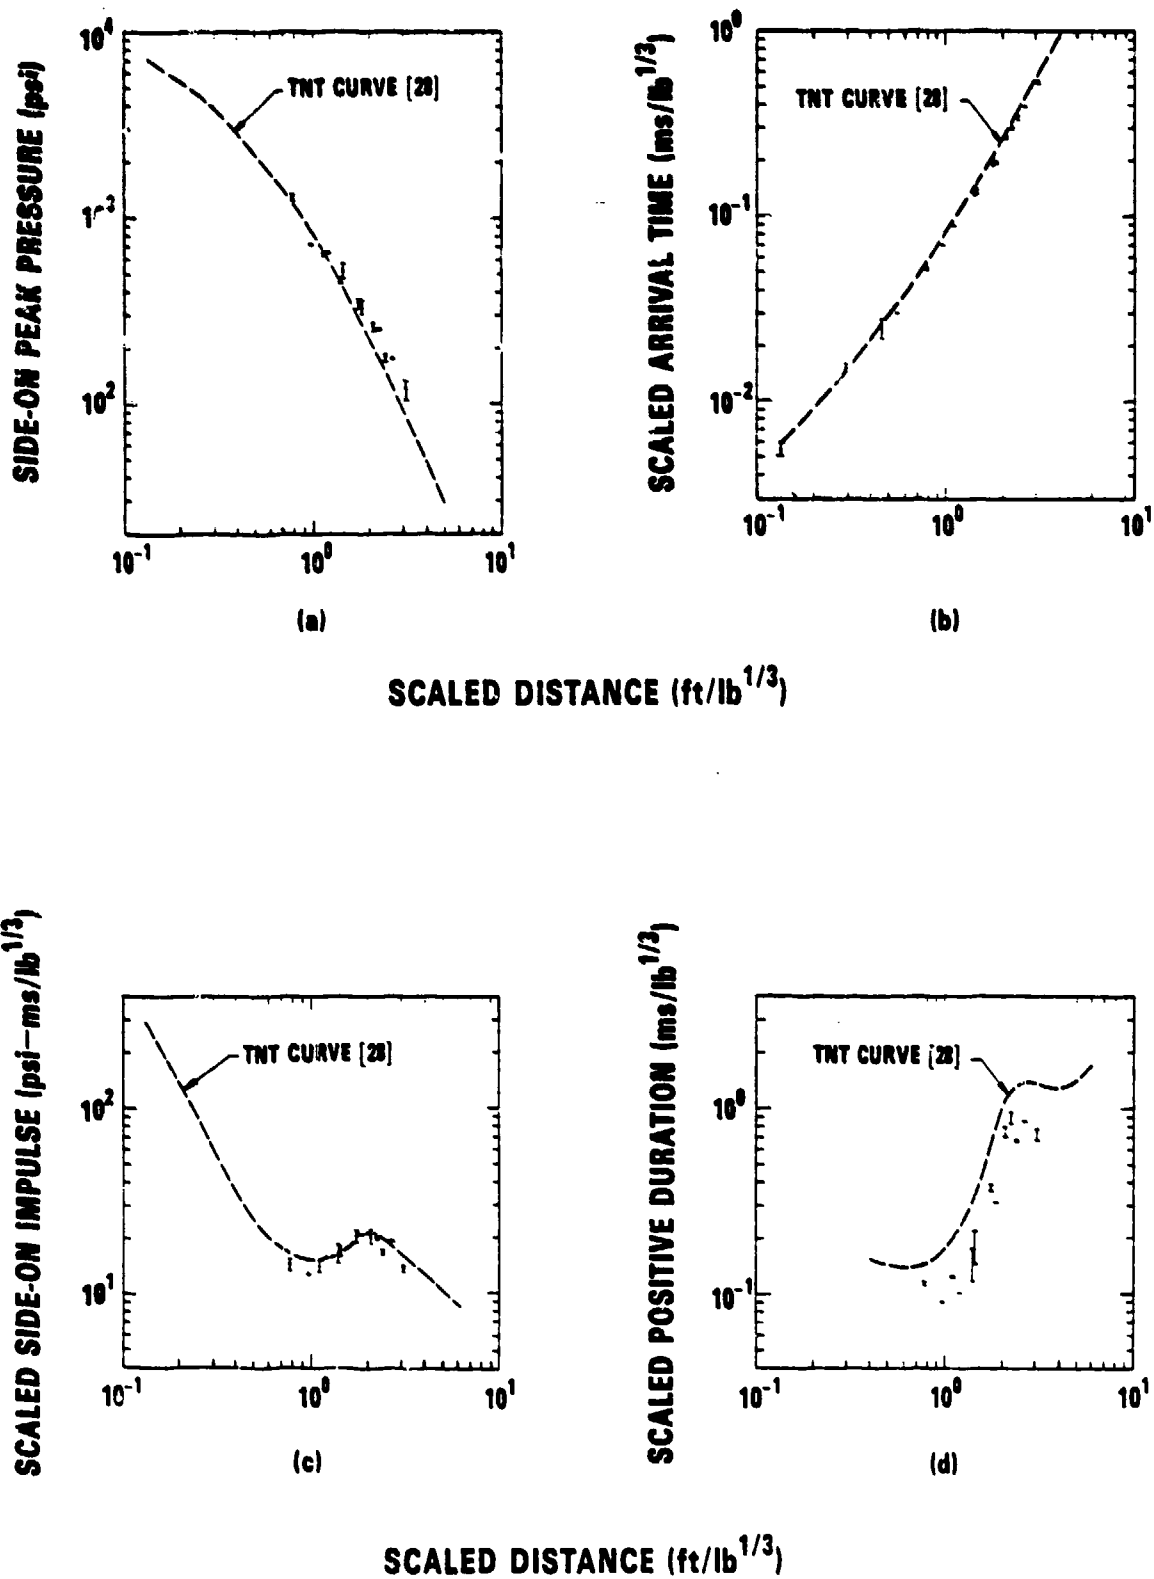 SIDE-ON PEAK PRESSURE (psi)
10^4
10^3
10^2
TNT CURVE [28]
10^-1
10^0
10^1
(a)
SCALED ARRIVAL TIME (ms/lb^1/3)
10^0
10^-1
10^-2
TNT CURVE [28]
10^-1
10^0
10^1
(b)
SCALED DISTANCE (ft/lb^1/3)
SCALED SIDE-ON IMPULSE (psi-ms/lb^1/3)
10^2
10^1
TNT CURVE [28]
10^-1
10^0
10^1
(c)
SCALED POSITIVE DURATION (ms/lb^1/3)
10^0
10^-1
TNT CURVE [28]
10^-1
10^0
10^1
(d)
SCALED DISTANCE (ft/lb^1/3)